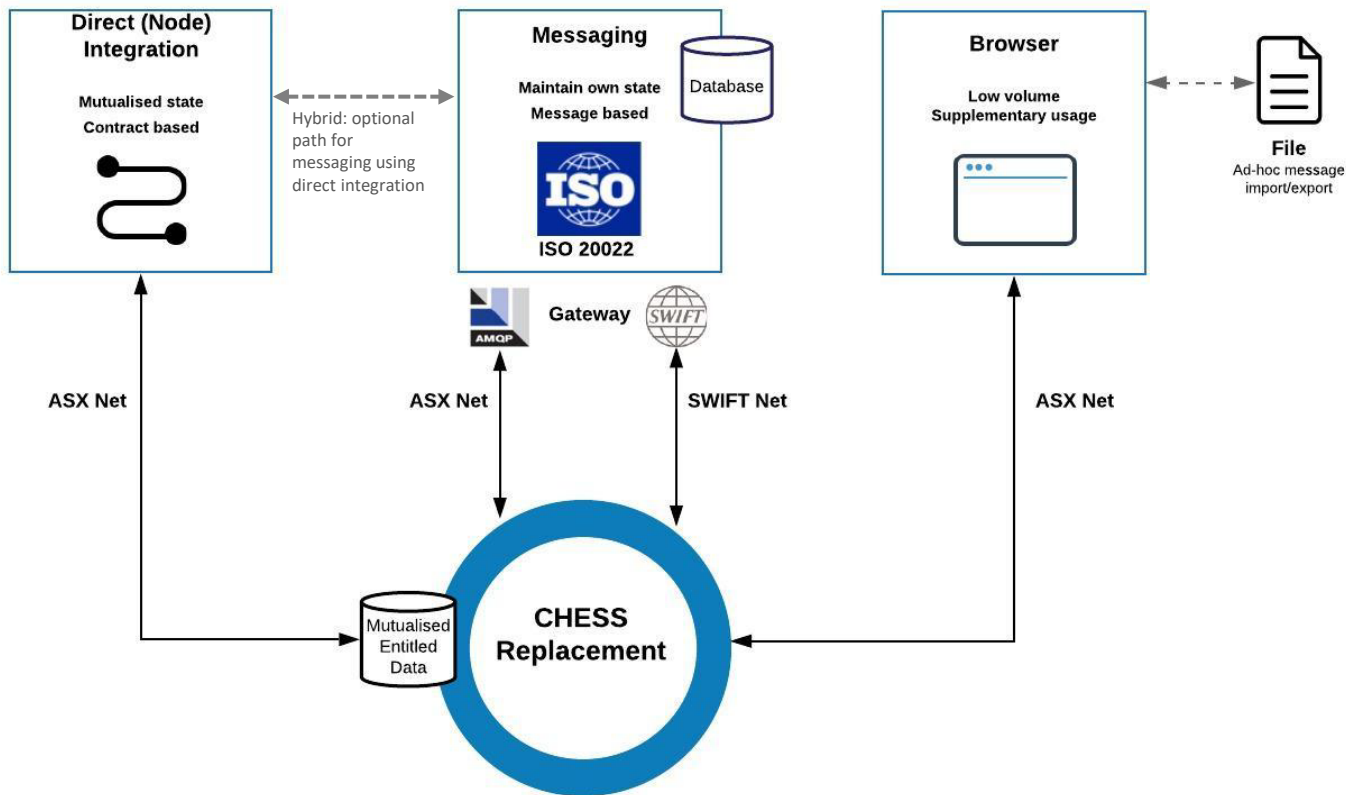 Direct (Node)
Integration
Mutualised state
Contract based
Hybrid: optional
path for
messaging using
direct integration
Messaging
Maintain own state
Message based
Database
ISO
ISO 20022
Browser
Low volume
Supplementary usage
File
Ad-hoc message
import/export
AMQP
Gateway
SWIFT
ASX Net
ASX Net
SWIFT Net
ASX Net
Mutualised
Entitled
Data
CHESS
Replacement